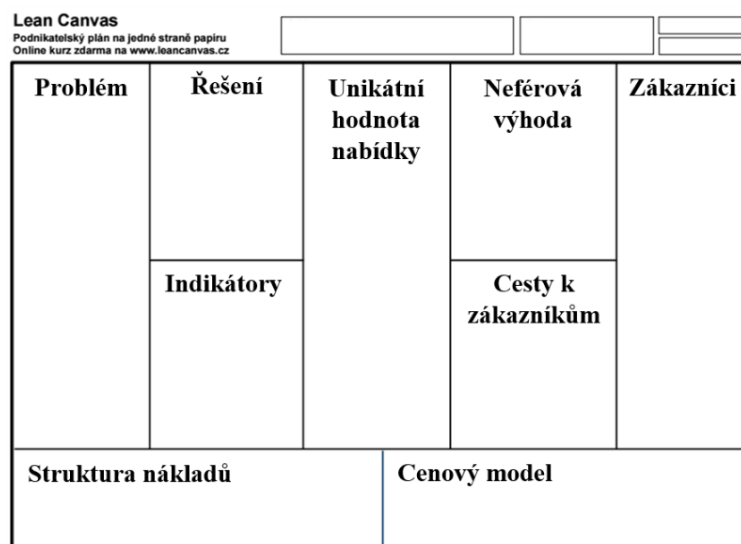 Lean Canvas
Podnikatelský plán na jedné straně papíru
Online kurz zdarma na www.leancanvas.cz
Problém
Řešení
Unikátní
hodnota
nabídky
Neférová
výhoda
Zákazníci
Indikátory
Cesty k
zákazníkům
Struktura nákladů
Cenový model